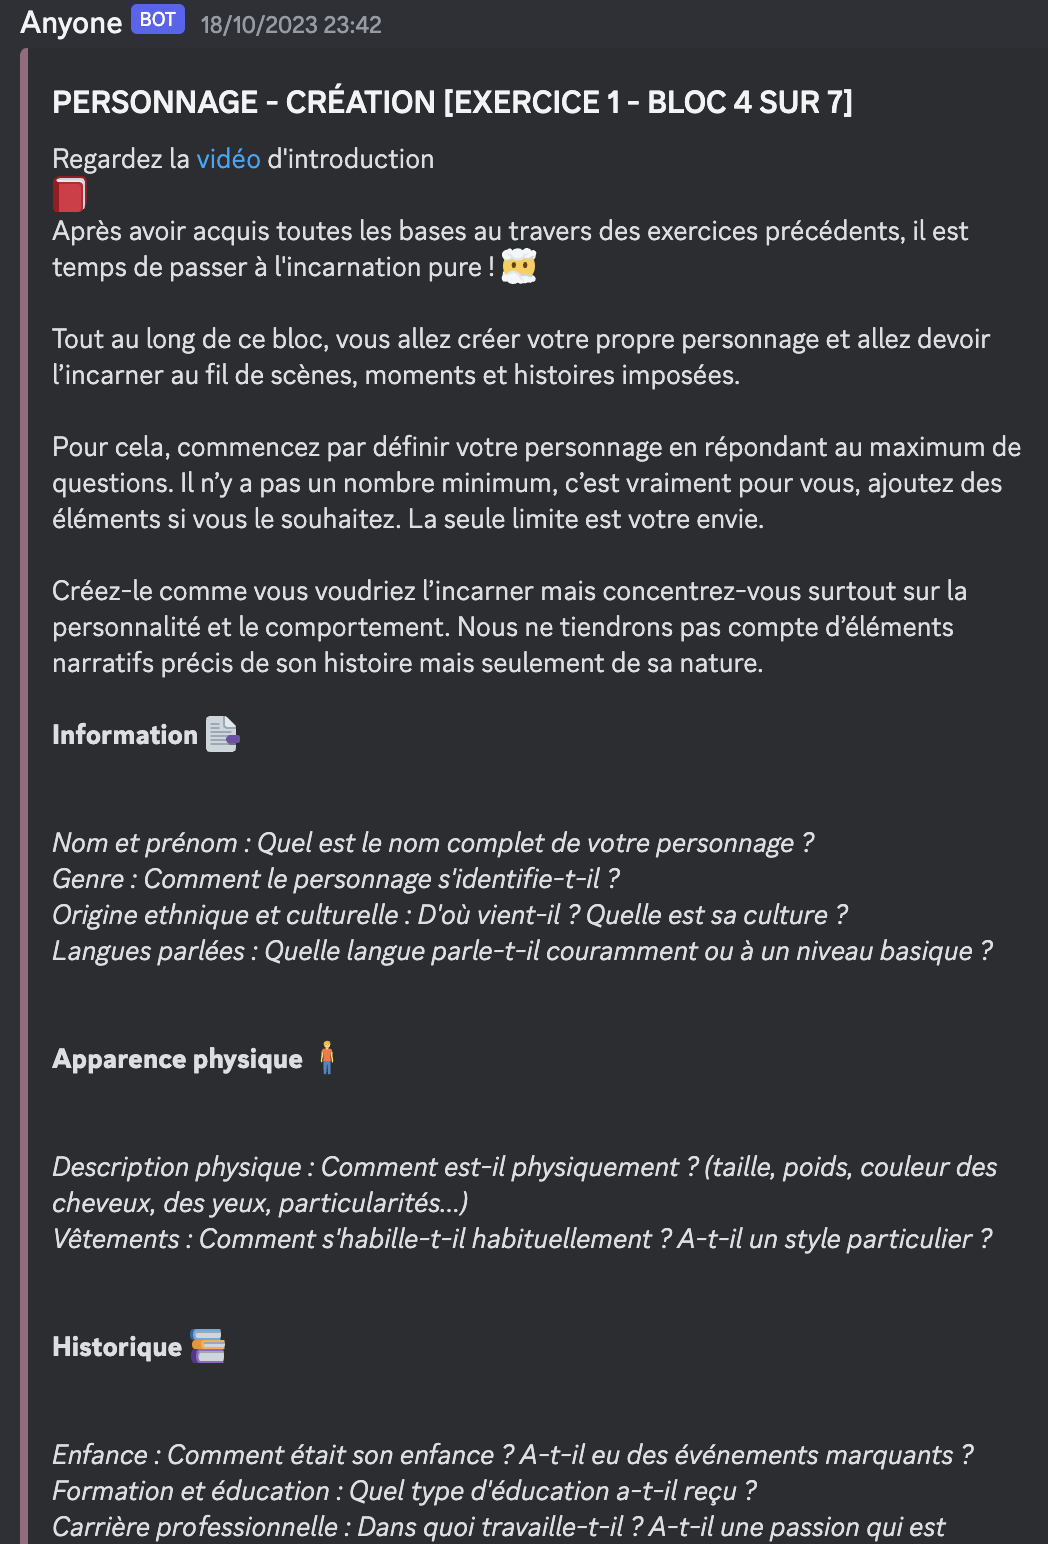 Anyone BOT 18/10/2023 23:42
PERSONNAGE - CRÉATION [EXERCICE 1 - BLOC 4 SUR 7]
Regardez la vidéo d'introduction
Après avoir acquis toutes les bases au travers des exercices précédents, il est
temps de passer à l'incarnation pure !
Tout au long de ce bloc, vous allez créer votre propre personnage et allez devoir
l’incarner au fil de scènes, moments et histoires imposées.
Pour cela, commencez par définir votre personnage en répondant au maximum de
questions. Il n’y a pas un nombre minimum, c’est vraiment pour vous, ajoutez des
éléments si vous le souhaitez. La seule limite est votre envie.
Créez-le comme vous voudriez l’incarner mais concentrez-vous surtout sur la
personnalité et le comportement. Nous ne tiendrons pas compte d’éléments
narratifs précis de son histoire mais seulement de sa nature.
Information
Nom et prénom : Quel est le nom complet de votre personnage ?
Genre : Comment le personnage s'identifie-t-il ?
Origine ethnique et culturelle : D'où vient-il ? Quelle est sa culture ?
Langues parlées : Quelle langue parle-t-il couramment ou à un niveau basique ?
Apparence physique
Description physique : Comment est-il physiquement ? (taille, poids, couleur des
cheveux, des yeux, particularités...)
Vêtements : Comment s'habille-t-il habituellement ? A-t-il un style particulier ?
Historique
Enfance : Comment était son enfance ? A-t-il eu des événements marquants ?
Formation et éducation : Quel type d'éducation a-t-il reçu ?
Carrière professionnelle : Dans quoi travaille-t-il ? A-t-il une passion qui est